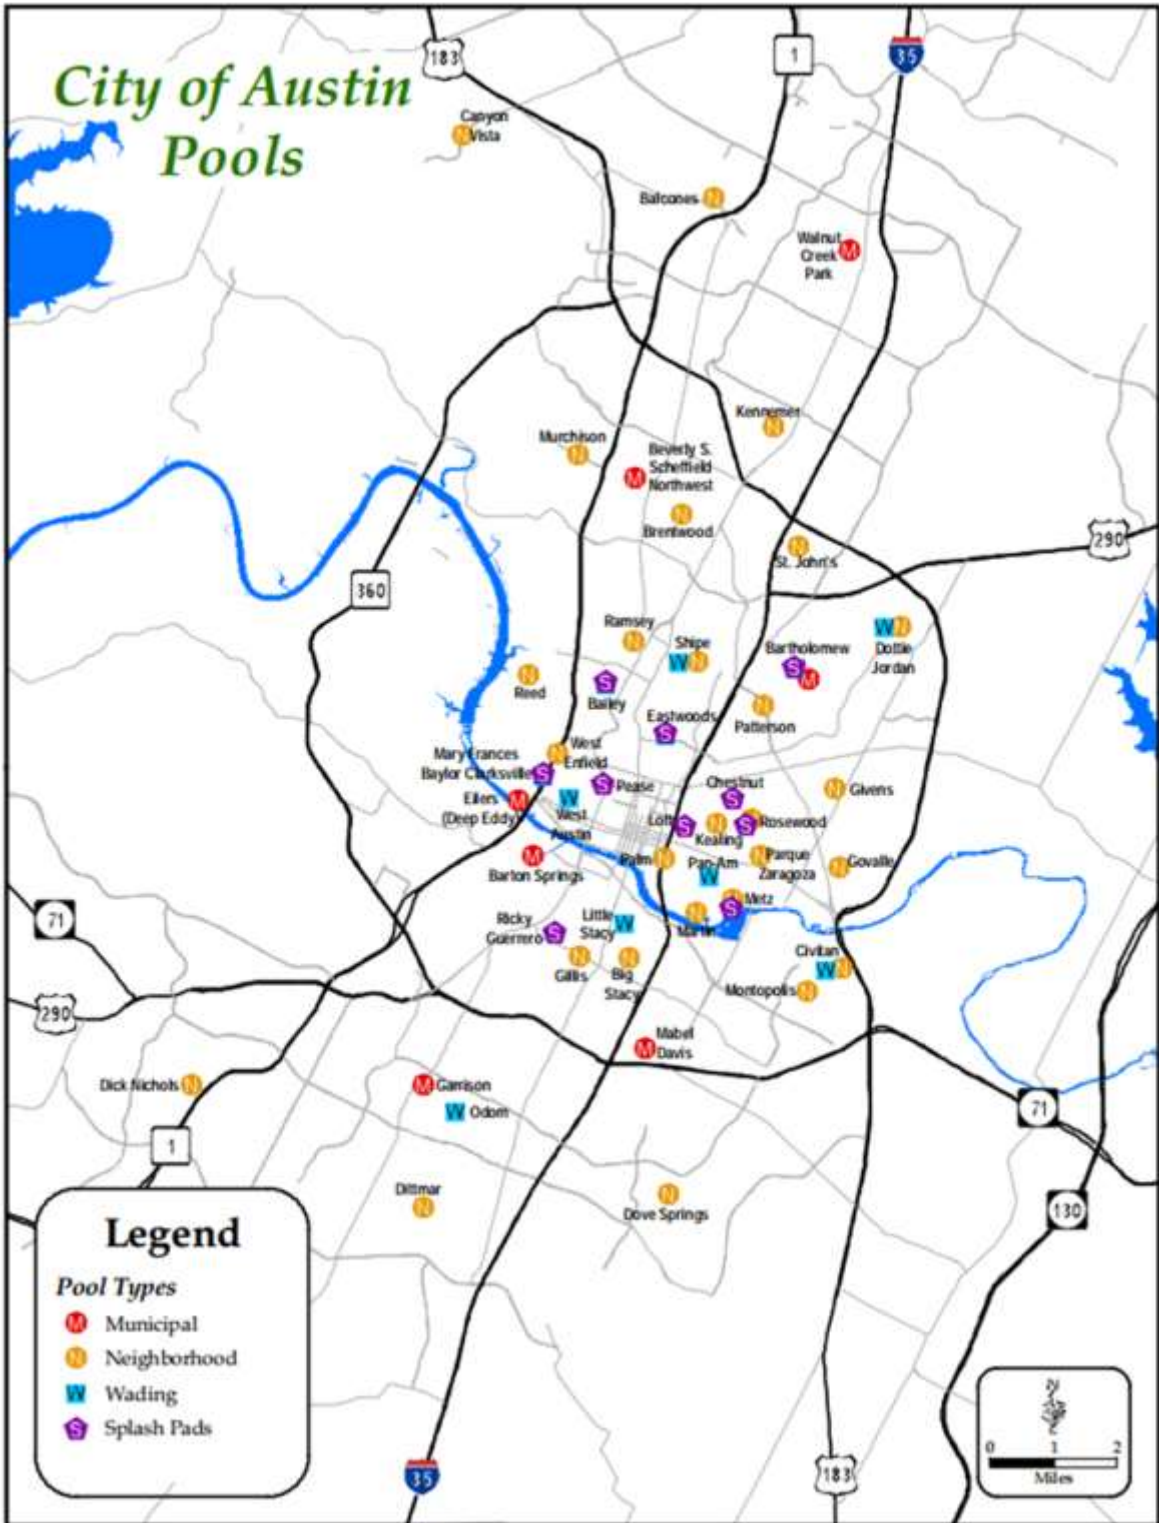 City of Austin
Pools
183
1
35
Canyon
Vista
N
Balcones N
Walnut
Creek M
Park
Kennemer
N
Murchison
N
Beverly S.
Scheffield
M Northwest
N
Brentwood
290
N
St. John's
360
Ramsey
N
Shipe
W N
W N
Dottie
Jordan
Bartholomew
S
M
N
Reed
S
Bailey
N
Patterson
Eastwoods
S
Mary Frances
Baylor Clarksville S
N West
Enfield
S Pease
Chestnut
S
N Givens
Eilers M
(Deep Eddy)
W
West
Austin
Lott S
N
Keating
S Rosewood
M
Barton Springs
Palm N
Pan-Am
W
N Parque
Zaragoza
N Govalle
71
Ricky
Guerrero S
Little
Stacy W
N
Martin
N Metz
S
N
Gillis
N
Big
Stacy
Civitan
W N
Montopolis N
290
Mabel
M Davis
Dick Nichols N
M Garrison
W Odom
71
1
Dittmar
N
N
Dove Springs
130
Legend
Pool Types
M Municipal
N Neighborhood
W Wading
S Splash Pads
35
183
N
0 1 2
Miles